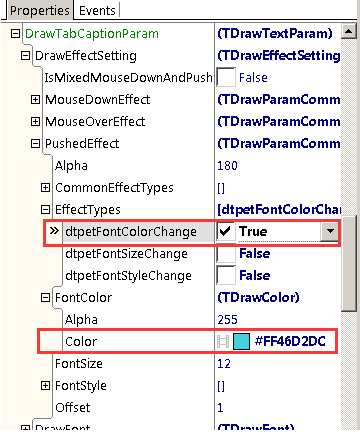 Properties Events
DrawTabCaptionParam (TDrawTextParam)
DrawEffectSetting (TDrawEffectSetting
IsMixedMouseDownAndPush False
MouseDownEffect (TDrawParamComm
MouseOverEffect (TDrawParamComm
PushedEffect (TDrawParamComm
Alpha 180
CommonEffectTypes []
EffectTypes [dtpetFontColorChan
» dtpetFontColorChange True
dtpetFontSizeChange False
dtpetFontStyleChange False
FontColor (TDrawColor)
Alpha 255
Color #FF46D2DC
FontSize 12
FontStyle []
Offset 1
DrawFont (TDrawFont)